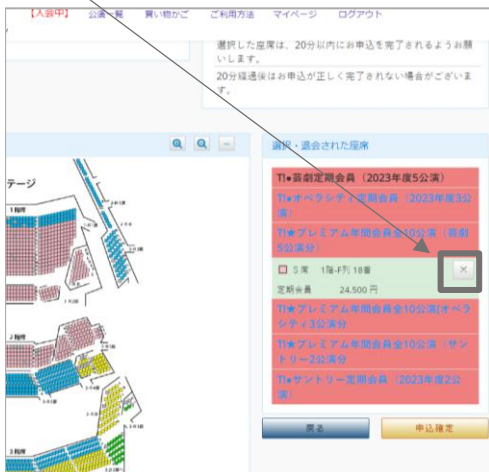 【入会中】 公演一覧 買い物かご ご利用方法 マイページ ログアウト
選択した座席は、20分以内にお申込を完了されるようお願
いします。
20分経過後はお申込が正しく完了されない場合がございま
す。
選択・退会された座席
T!●芸劇定期会員（2023年度5公演）
T!●オペラシティ定期会員（2023年度3公
演）
T!★プレミアム年間会員全10公演（芸劇
5公演分）
S席 1階-F列 18番
定期会員 24,500 円
T!★プレミアム年間会員全10公演(オペラ
シティ3公演分
T!★プレミアム年間会員全10公演（サン
トリー2公演分
T!●サントリー定期会員（2023年度2公
演）
戻る 申込確定
テージ
1階席
2階席
3階席